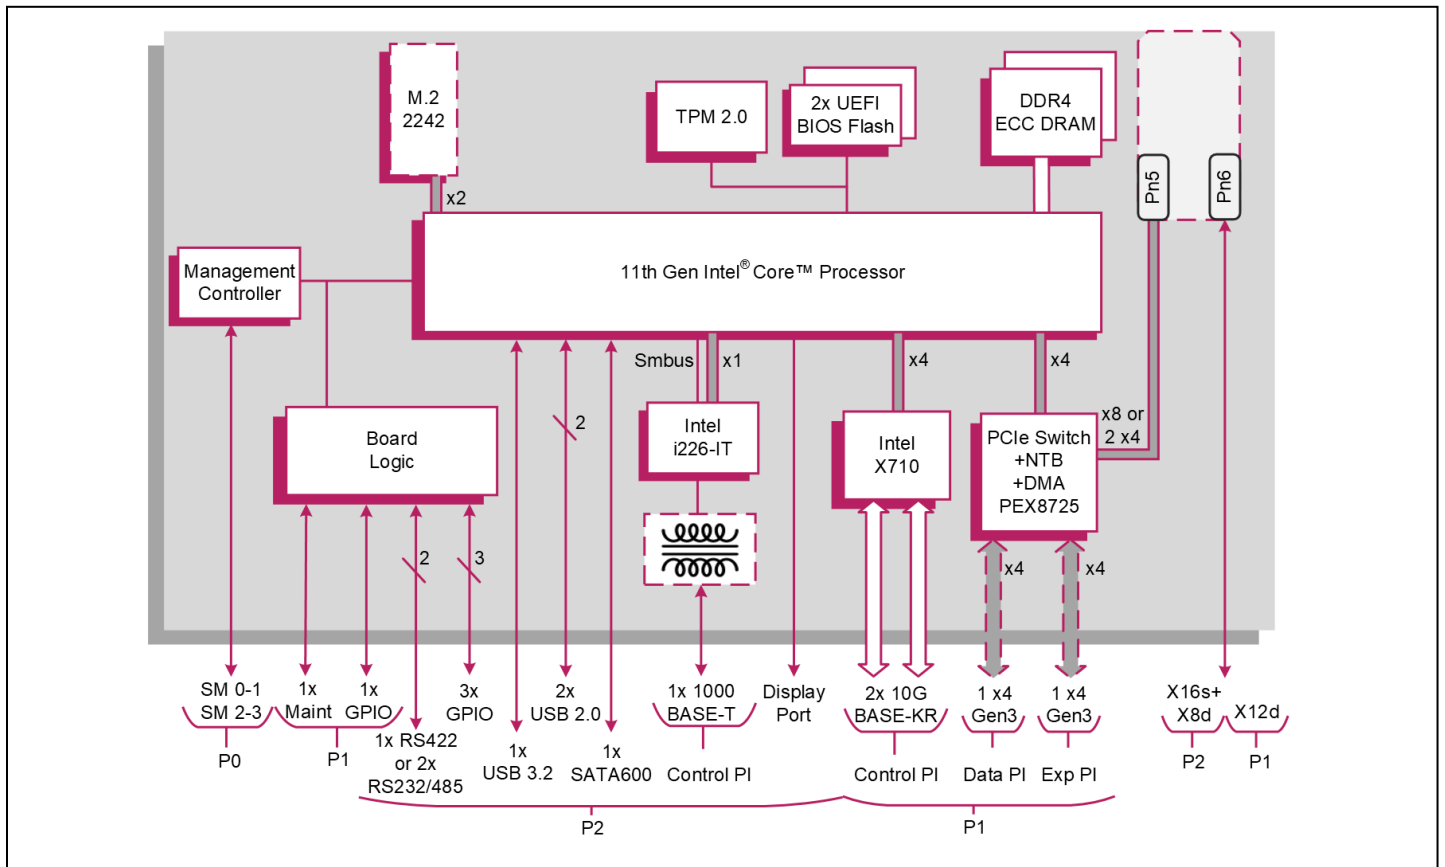 M.2
2242
x2
TPM 2.0
2x UEFI
BIOS Flash
DDR4
ECC DRAM
Pn5
Pn6
Management
Controller
11th Gen Intel® Core™ Processor
Smbus
x1
x4
x4
x8 or
2 x4
Board
Logic
2
Intel
i226-IT
Intel
X710
PCIe Switch
+NTB
+DMA
PEX8725
2
3
x4
x4
SM 0-1
SM 2-3
P0
1x
Maint
1x
GPIO
P1
1x RS422
or 2x
RS232/485
3x
GPIO
1x
USB 3.2
2x
USB 2.0
1x
SATA600
1x 1000
BASE-T
Control PI
Display
Port
P2
2x 10G
BASE-KR
Control PI
1 x4
Gen3
Data PI
1 x4
Gen3
Exp PI
P1
X16s+
X8d
P2
X12d
P1